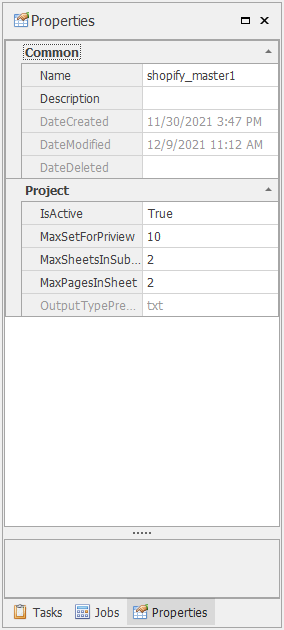 Properties
Common
Name shopify_master1
Description
DateCreated 11/30/2021 3:47 PM
DateModified 12/9/2021 11:12 AM
DateDeleted
Project
IsActive True
MaxSetForPriview 10
MaxSheetsInSub... 2
MaxPagesInSheet 2
OutputTypePre... txt
Tasks Jobs Properties